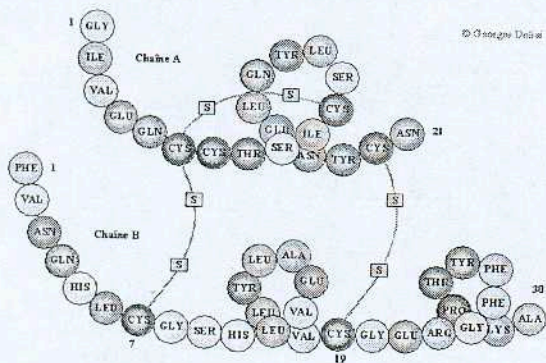 © Georges Dolisi
1
GLY
ILE
VAL
GLU
GLN
CYS
CYS
THR
SER
ILE
CYS
SER
LEU
TYR
GLN
LEU
GLU
ASN
TYR
CYS
ASN
21
Chaîne A
S
S
S
S
S
S
1
PHE
VAL
ASN
GLN
HIS
LEU
CYS
7
GLY
SER
HIS
LEU
VAL
GLU
ALA
LEU
TYR
LEU
VAL
CYS
19
GLY
GLU
ARG
GLY
PHE
PHE
TYR
THR
PRO
LYS
ALA
30
Chaîne B